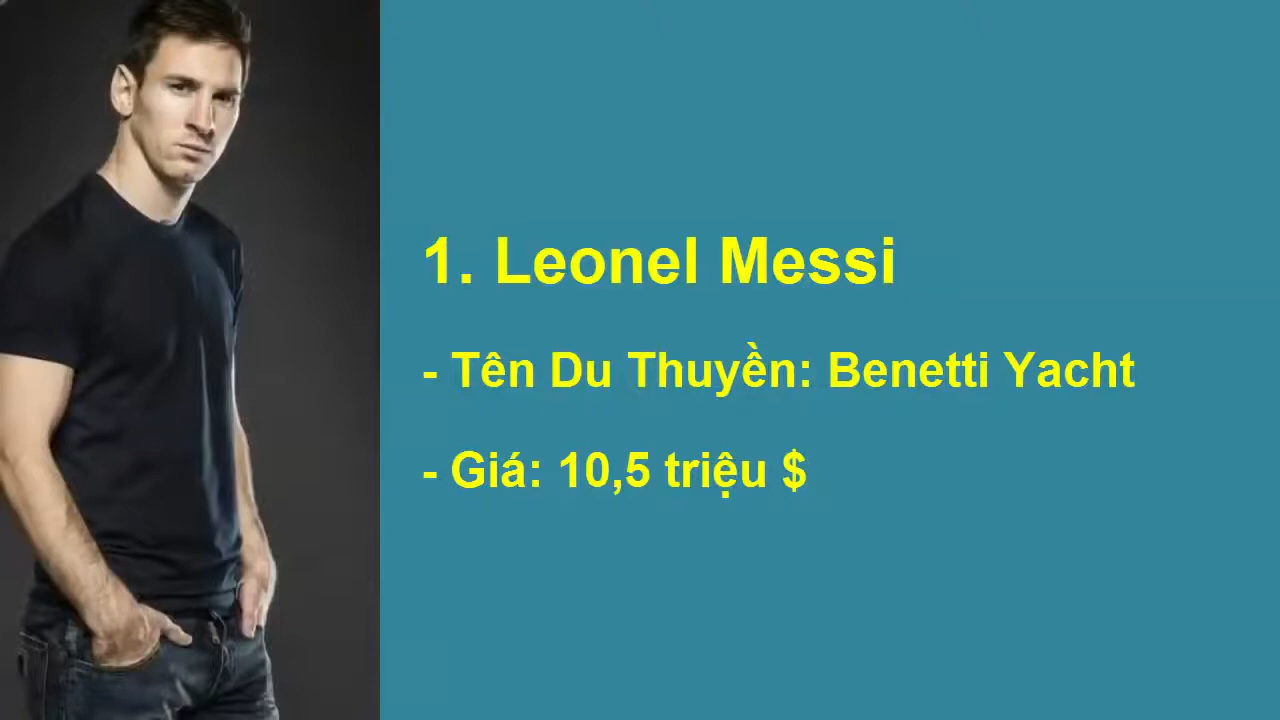 1. Leonel Messi
- Tên Du Thuyền: Benetti Yacht
- Giá: 10,5 triệu $